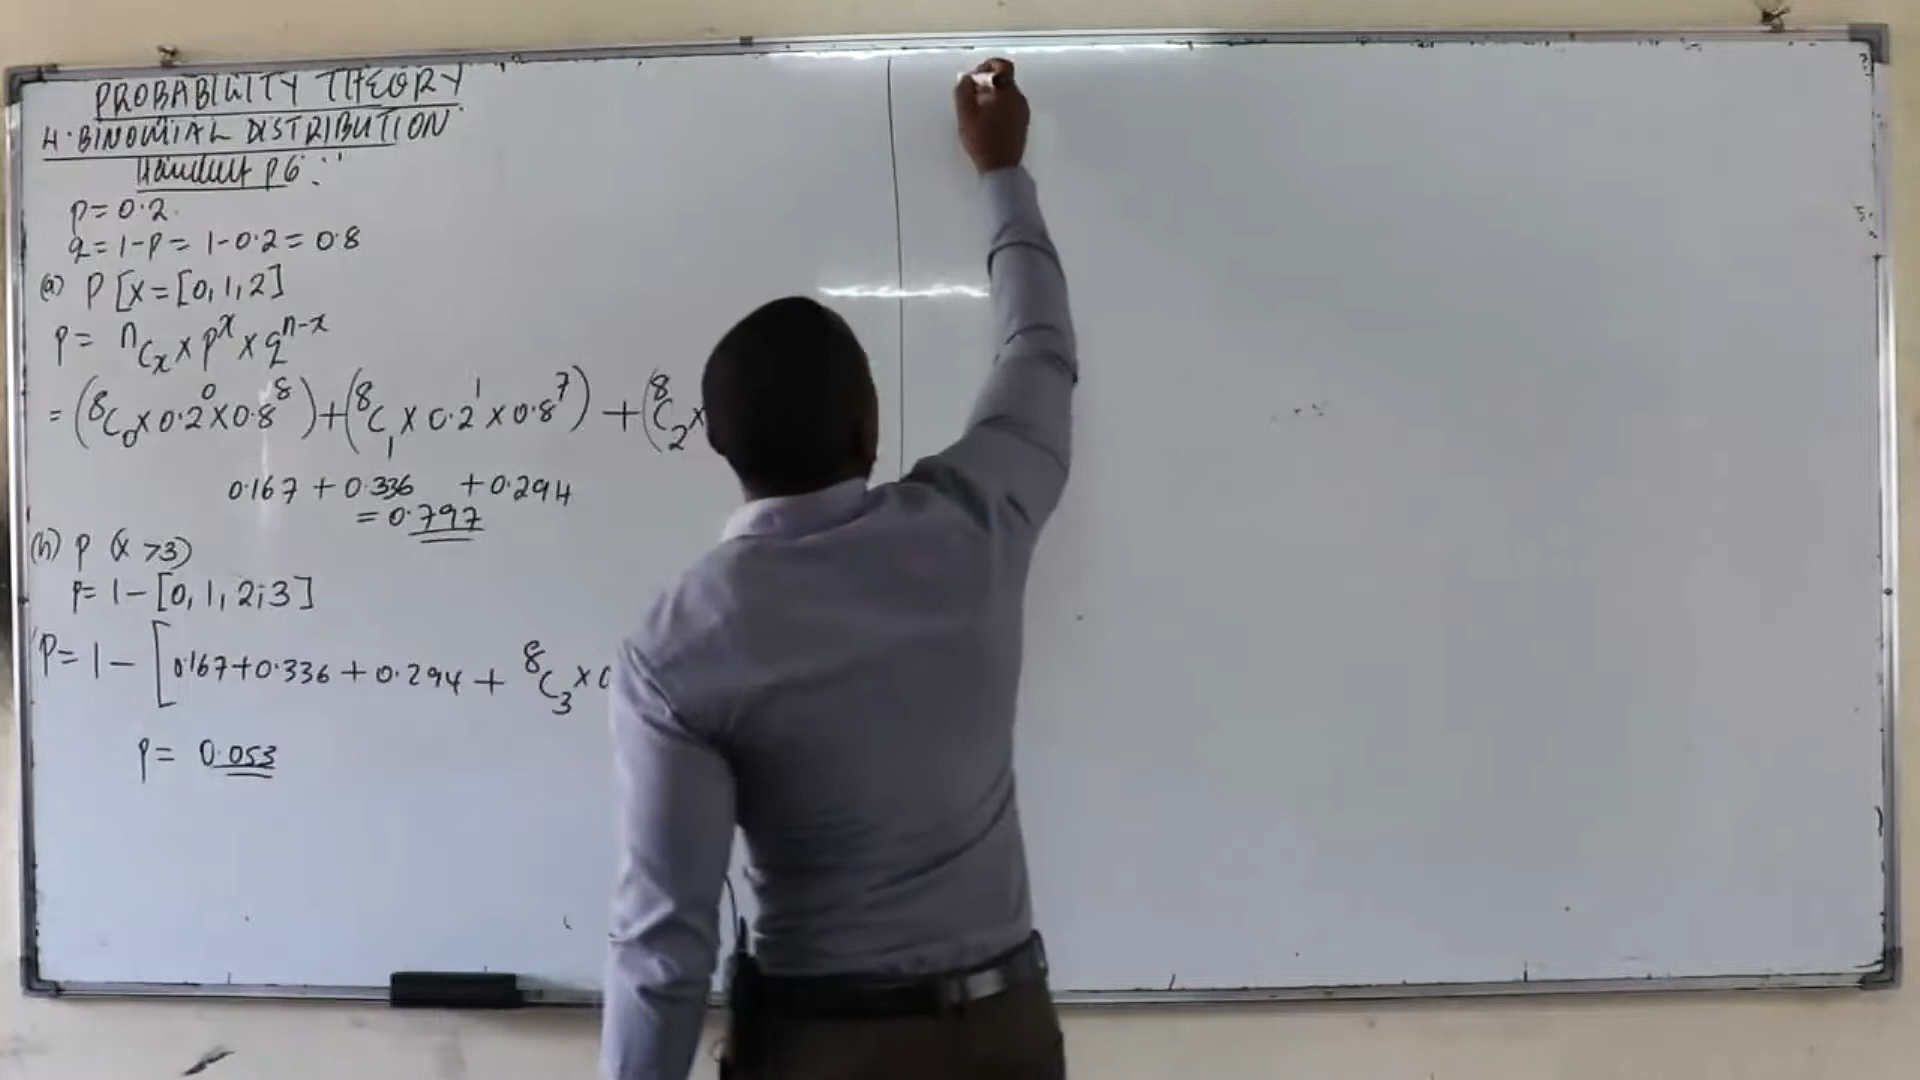 PROBABILITY THEORY
4. BINOMIAL DISTRIBUTION
Handout P6
p = 0.2
q = 1-p = 1-0.2 = 0.8
(a) P [x = [0, 1, 2]
P = nCx × p^x × q^n-x
= (8C0 × 0.2^0 × 0.8^8) + (8C1 × 0.2^1 × 0.8^7) + (8C2 ×
0.167 + 0.336 + 0.294
= 0.797
(b) P (x >3)
P = 1 - [0, 1, 2; 3]
P = 1 - [0.167 + 0.336 + 0.294 + 8C3 × 0
P = 0.053